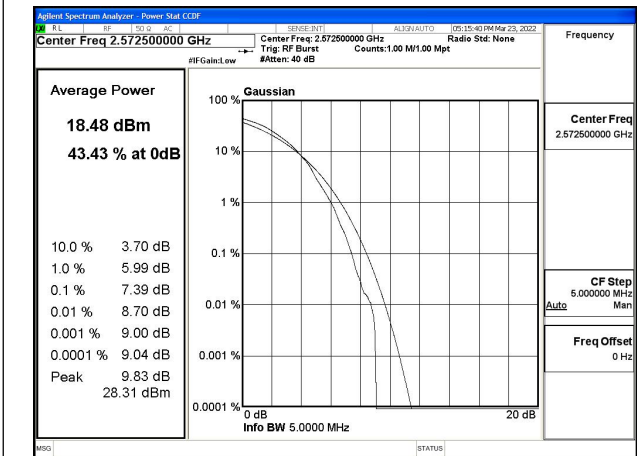 Agilent Spectrum Analyzer - Power Stat CCDF
RL RF 50 Ω AC SENSE:INT ALIGN AUTO 05:15:40 PM Mar 23, 2022
Center Freq 2.572500000 GHz
Center Freq: 2.572500000 GHz Radio Std: None
Trig: RF Burst Counts:1.00 M/1.00 Mpt
#IFGain:Low #Atten: 40 dB
Frequency
Average Power
18.48 dBm
43.43 % at 0dB
10.0 % 3.70 dB
1.0 % 5.99 dB
0.1 % 7.39 dB
0.01 % 8.70 dB
0.001 % 9.00 dB
0.0001 % 9.04 dB
Peak 9.83 dB
28.31 dBm
Gaussian
100 %
10 %
1 %
0.1 %
0.01 %
0.001 %
0.0001 %
0 dB 20 dB
Info BW 5.0000 MHz
Center Freq
2.572500000 GHz
CF Step
5.000000 MHz
Auto Man
Freq Offset
0 Hz
MSG STATUS